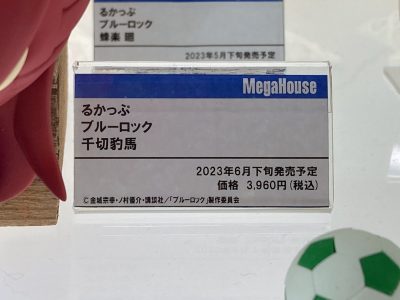 るかっぷ
ブルーロック
蜂楽 廻
2023年5月下旬発売予定
MegaHouse
るかっぷ
ブルーロック
千切豹馬
2023年6月下旬発売予定
価格 3,960円(税込)
©金城宗幸・ノ村優介・講談社/「ブルーロック」製作委員会